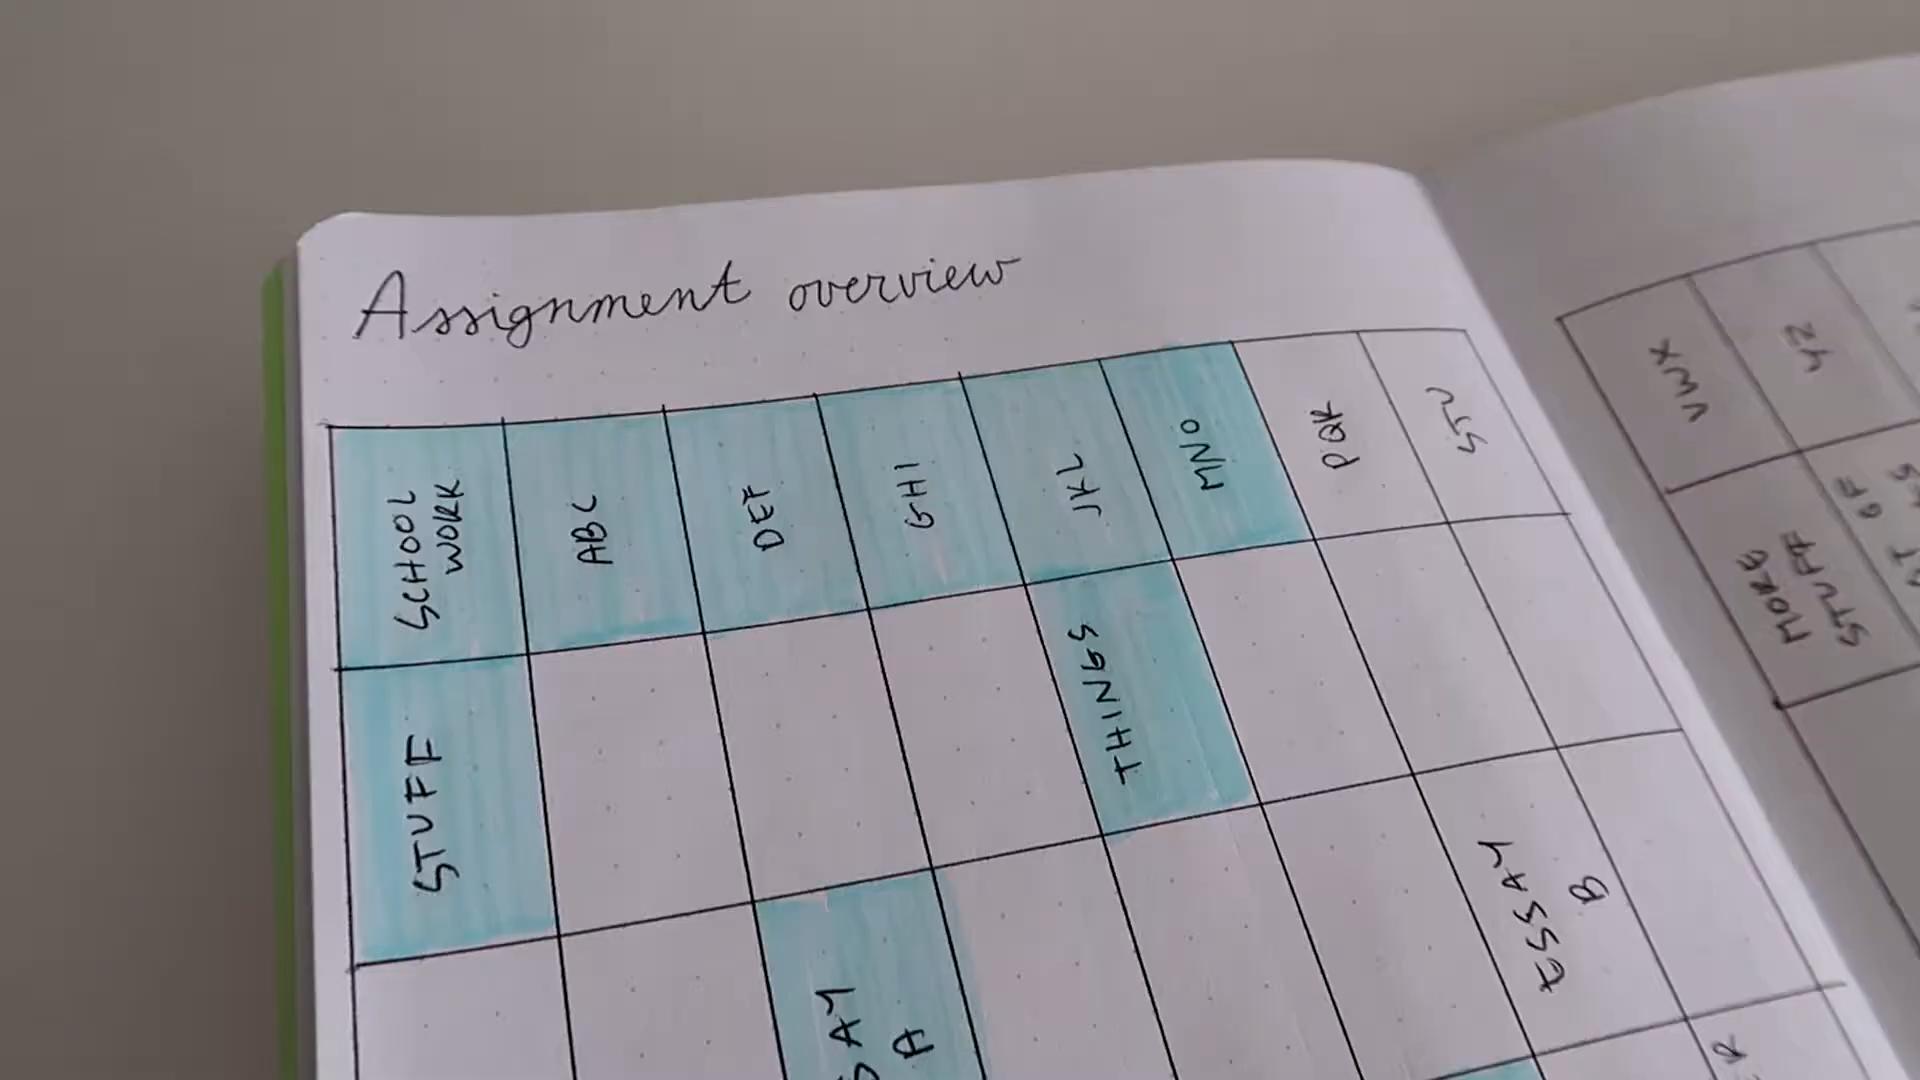 Assignment overview
SCHOOL
WORK
ABC
DEF
GHI
JKL
MNO
PQR
STU
STUFF
THINGS
A
ESSAY
B
VWX
YZ
MORE
STUFF